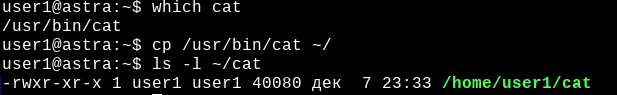 user1@astra:~$ which cat
/usr/bin/cat
user1@astra:~$ cp /usr/bin/cat ~/
user1@astra:~$ ls -l ~/cat
-rwxr-xr-x 1 user1 user1 40080 дек  7 23:33 /home/user1/cat